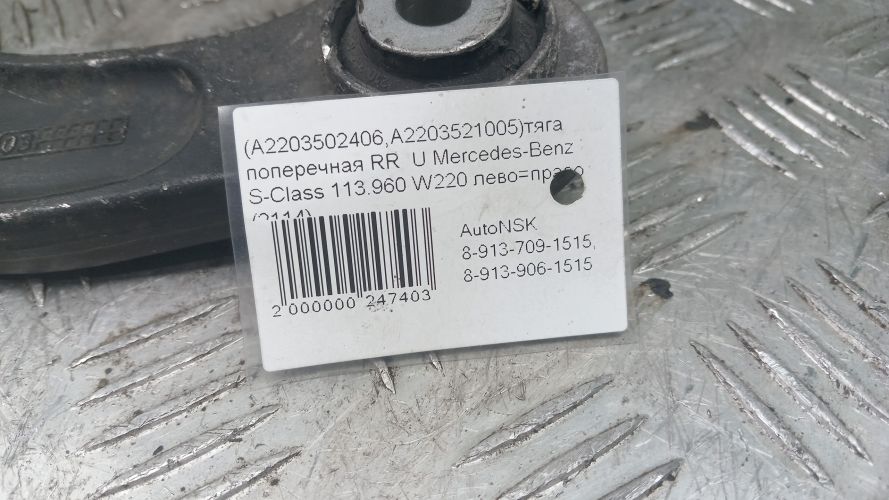 (A2203502406,A2203521005)тяга
поперечная RR U Mercedes-Benz
S-Class 113.960 W220 лево=право
(2114)
AutoNSK
8-913-709-1515,
8-913-906-1515
2 000000 247403